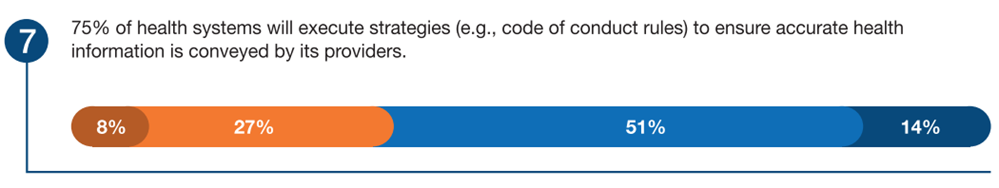 7
75% of health systems will execute strategies (e.g., code of conduct rules) to ensure accurate health
information is conveyed by its providers.
8% 27% 51% 14%